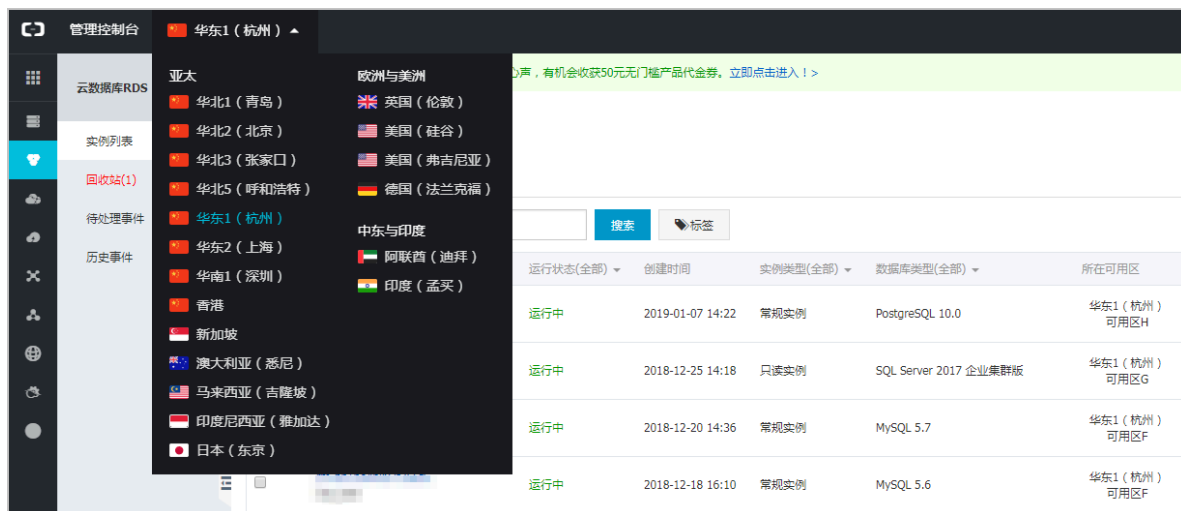 管理控制台
华东1 ( 杭州 )
云数据库RDS
实例列表
回收站(1)
待处理事件
历史事件
亚太
华北1 ( 青岛 )
华北2 ( 北京 )
华北3 ( 张家口 )
华北5 ( 呼和浩特 )
华东1 ( 杭州 )
华东2 ( 上海 )
华南1 ( 深圳 )
香港
新加坡
澳大利亚 ( 悉尼 )
马来西亚 ( 吉隆坡 )
印度尼西亚 ( 雅加达 )
日本 ( 东京 )
欧洲与美洲
英国 ( 伦敦 )
美国 ( 硅谷 )
美国 ( 弗吉尼亚 )
德国 ( 法兰克福 )
中东与印度
阿联酋 ( 迪拜 )
印度 ( 孟买 )
声，有机会收获50元无门槛产品代金券。立即点击进入！>
搜索
标签
运行状态(全部) 创建时间 实例类型(全部) 数据库类型(全部) 所在可用区
运行中 2019-01-07 14:22 常规实例 PostgreSQL 10.0 华东1 ( 杭州 )
可用区H
运行中 2018-12-25 14:18 只读实例 SQL Server 2017 企业集群版 华东1 ( 杭州 )
可用区G
运行中 2018-12-20 14:36 常规实例 MySQL 5.7 华东1 ( 杭州 )
可用区F
运行中 2018-12-18 16:10 常规实例 MySQL 5.6 华东1 ( 杭州 )
可用区F